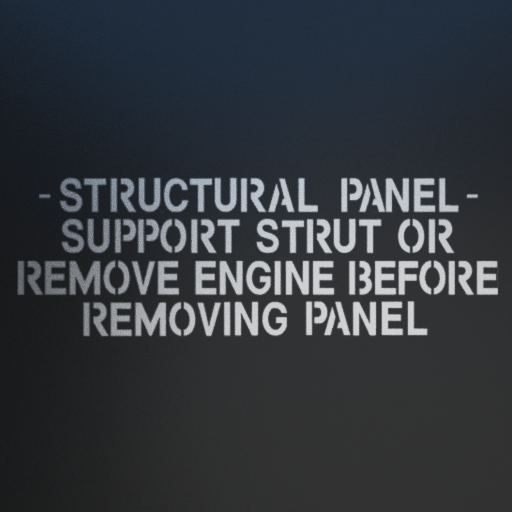 -STRUCTURAL PANEL-
SUPPORT STRUT OR
REMOVE ENGINE BEFORE
REMOVING PANEL